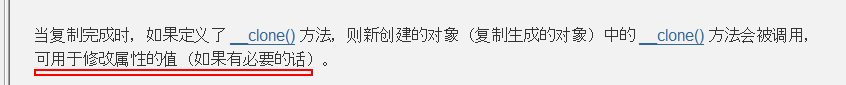 当复制完成时，如果定义了 __clone() 方法，则新创建的对象（复制生成的对象）中的 __clone() 方法会被调用，
可用于修改属性的值（如果有必要的话）。